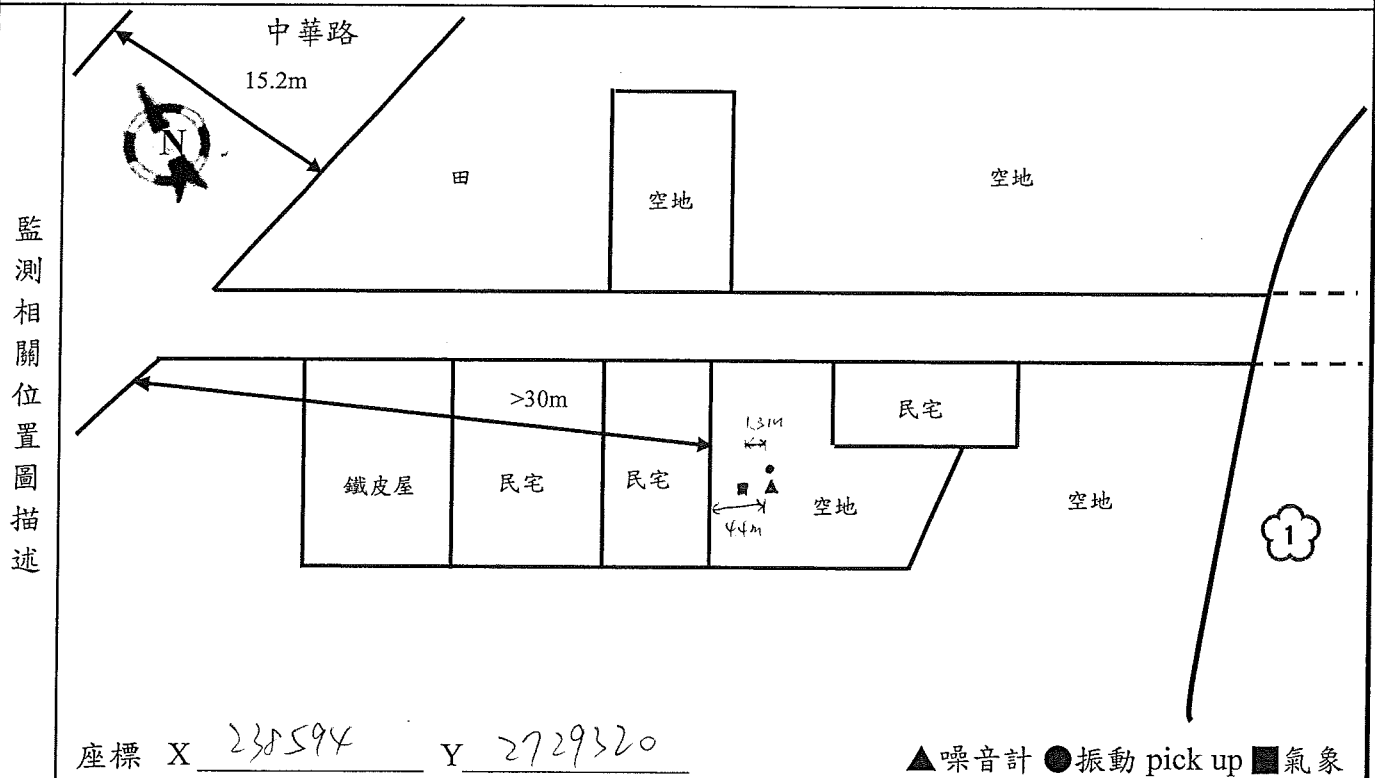 監測相關位置圖描述
中華路
15.2m
N
田
空地
空地
>30m
1.31m
民宅
鐵皮屋
民宅
民宅
空地
空地
4.4m
1
座標 X 238594 Y 2729320
▲噪音計 ●振動 pick up ■氣象